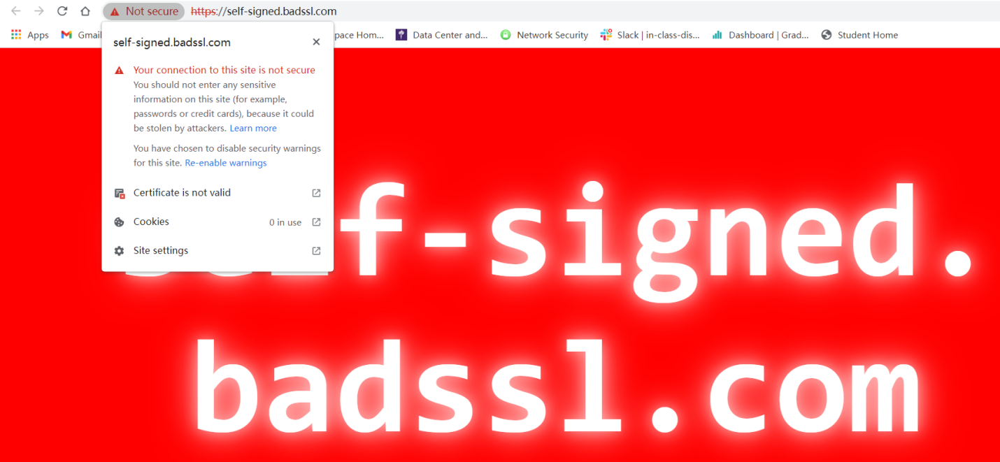 Not secure https://self-signed.badssl.com
Apps Gmail pace Hom... Data Center and... Network Security Slack | in-class-dis... Dashboard | Grad... Student Home
self-signed.badssl.com
Your connection to this site is not secure
You should not enter any sensitive
information on this site (for example,
passwords or credit cards), because it could
be stolen by attackers. Learn more
You have chosen to disable security warnings
for this site. Re-enable warnings
Certificate is not valid
Cookies 0 in use
Site settings
self-signed.
badssl.com